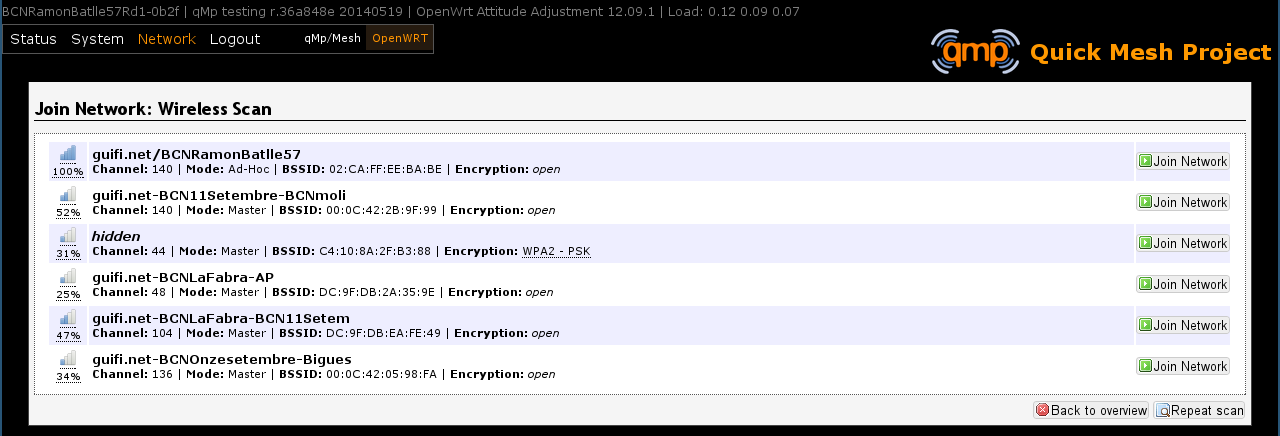 BCNRamonBatlle57Rd1-0b2f | qMp testing r.36a848e 20140519 | OpenWrt Attitude Adjustment 12.09.1 | Load: 0.12 0.09 0.07
Status System Network Logout qMp/Mesh OpenWRT
qmp Quick Mesh Project
Join Network: Wireless Scan
guifi.net/BCNRamonBatlle57
100% Channel: 140 | Mode: Ad-Hoc | BSSID: 02:CA:FF:EE:BA:BE | Encryption: open Join Network
guifi.net-BCN11Setembre-BCNmoli
52% Channel: 140 | Mode: Master | BSSID: 00:0C:42:2B:9F:99 | Encryption: open Join Network
hidden
31% Channel: 44 | Mode: Master | BSSID: C4:10:8A:2F:B3:88 | Encryption: WPA2 - PSK Join Network
guifi.net-BCNLaFabra-AP
25% Channel: 48 | Mode: Master | BSSID: DC:9F:DB:2A:35:9E | Encryption: open Join Network
guifi.net-BCNLaFabra-BCN11Setem
47% Channel: 104 | Mode: Master | BSSID: DC:9F:DB:EA:FE:49 | Encryption: open Join Network
guifi.net-BCNOnzesetembre-Bigues
34% Channel: 136 | Mode: Master | BSSID: 00:0C:42:05:98:FA | Encryption: open Join Network
Back to overview Repeat scan